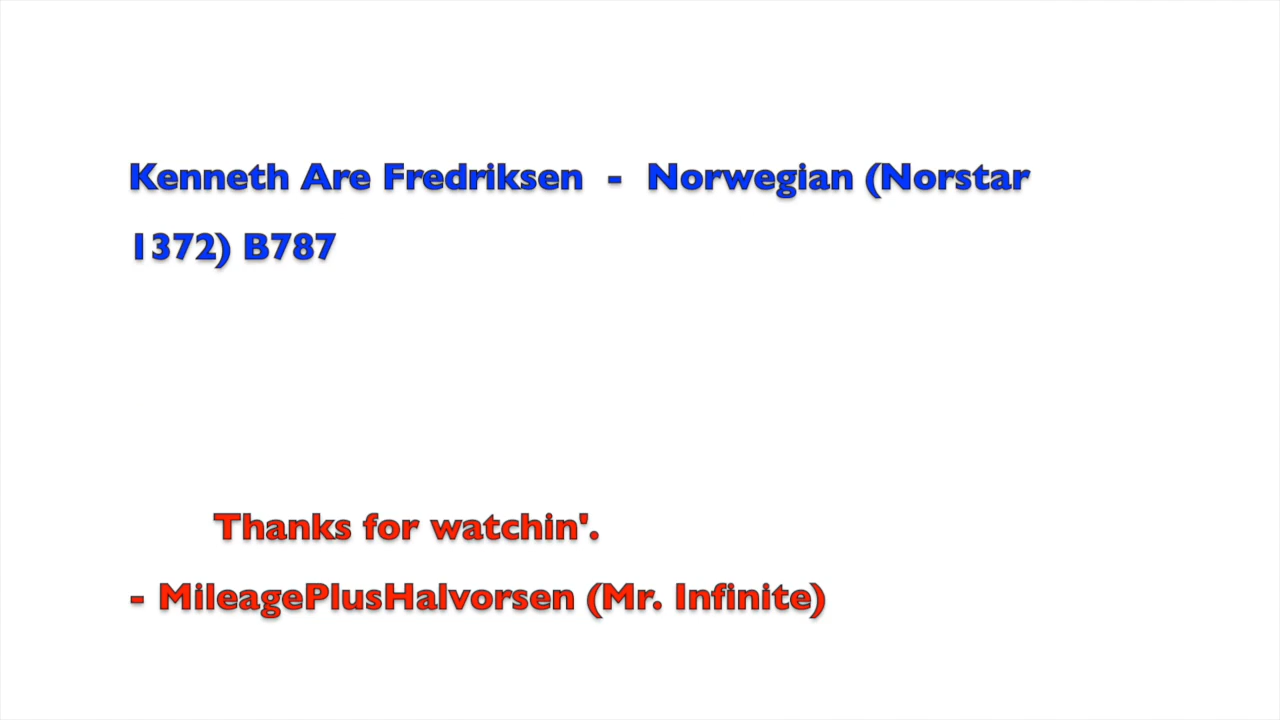 Kenneth Are Fredriksen - Norwegian (Norstar
1372) B787
Thanks for watchin'.
- MileagePlusHalvorsen (Mr. Infinite)